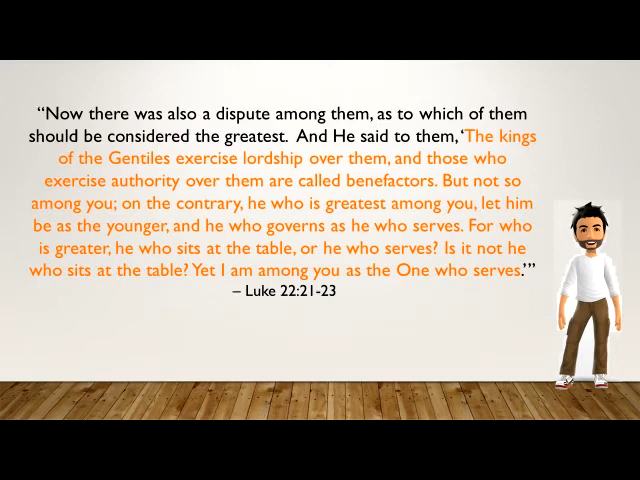 “Now there was also a dispute among them, as to which of them
should be considered the greatest.  And He said to them, ‘The kings
of the Gentiles exercise lordship over them, and those who
exercise authority over them are called benefactors. But not so
among you; on the contrary, he who is greatest among you, let him
be as the younger, and he who governs as he who serves. For who
is greater, he who sits at the table, or he who serves? Is it not he
who sits at the table? Yet I am among you as the One who serves.’”
– Luke 22:21-23